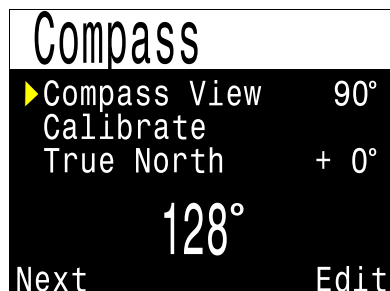 Compass
Compass View 90°
Calibrate
True North + 0°
128°
Next Edit